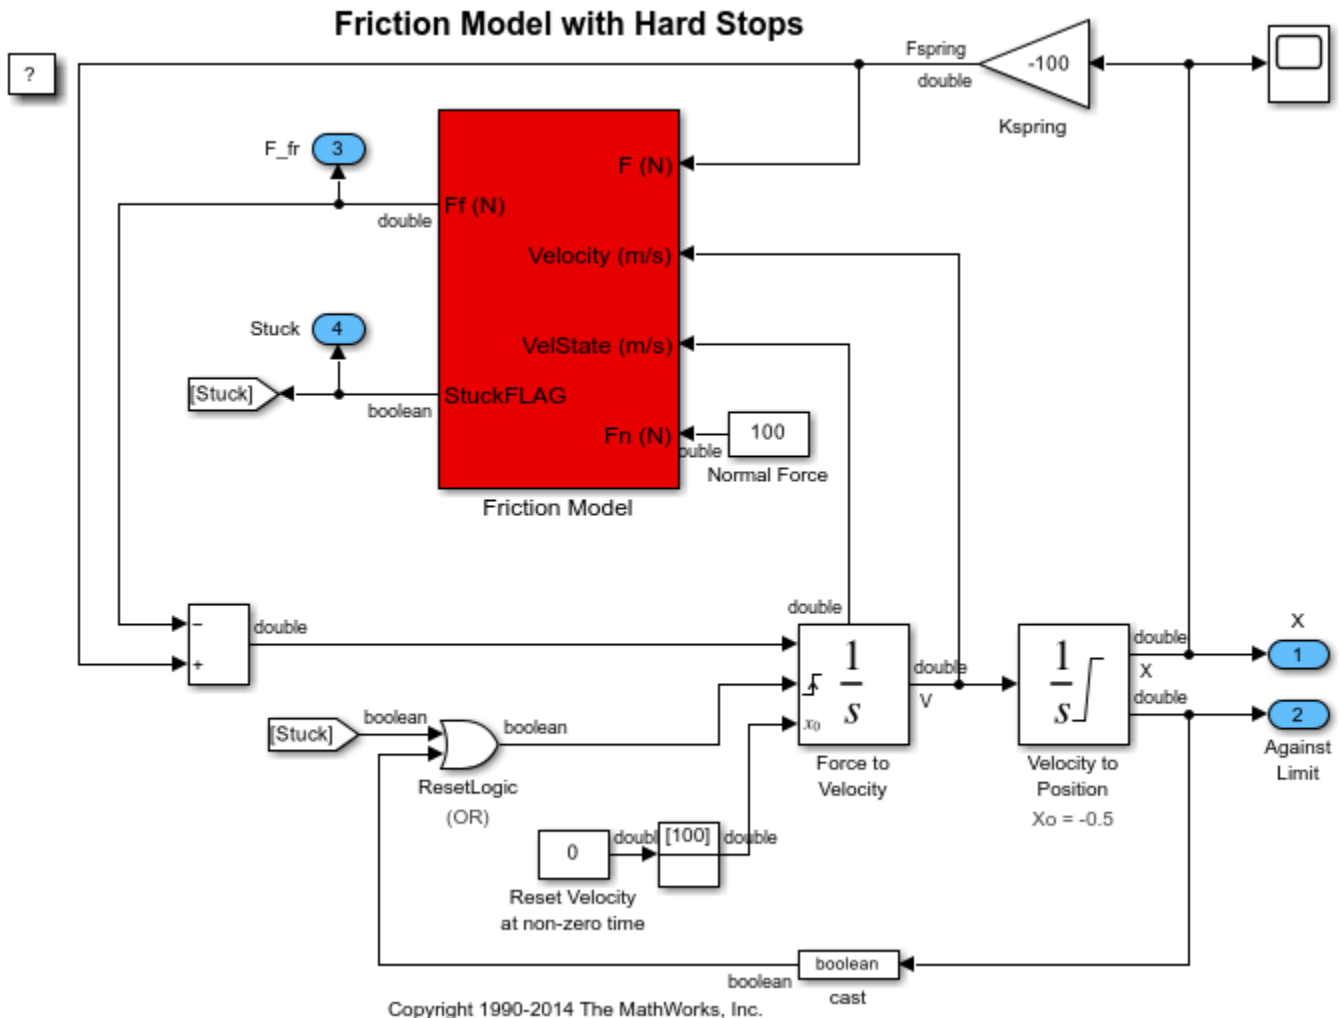 Friction Model with Hard Stops
?
Fspring
double
-100
Kspring
F_fr
3
F (N)
Ff (N)
double
Velocity (m/s)
Stuck
4
VelState (m/s)
[Stuck]
StuckFLAG
boolean
Fn (N)
ouble
100
Normal Force
Friction Model
double
−
+
double
1
s
x0
double
V
Force to
Velocity
1
s
double
X
double
Velocity to
Position
Xo = -0.5
X
1
2
Against
Limit
[Stuck]
boolean
boolean
ResetLogic
(OR)
0
doubl
[100]
double
Reset Velocity
at non-zero time
boolean
boolean
cast
Copyright 1990-2014 The MathWorks, Inc.